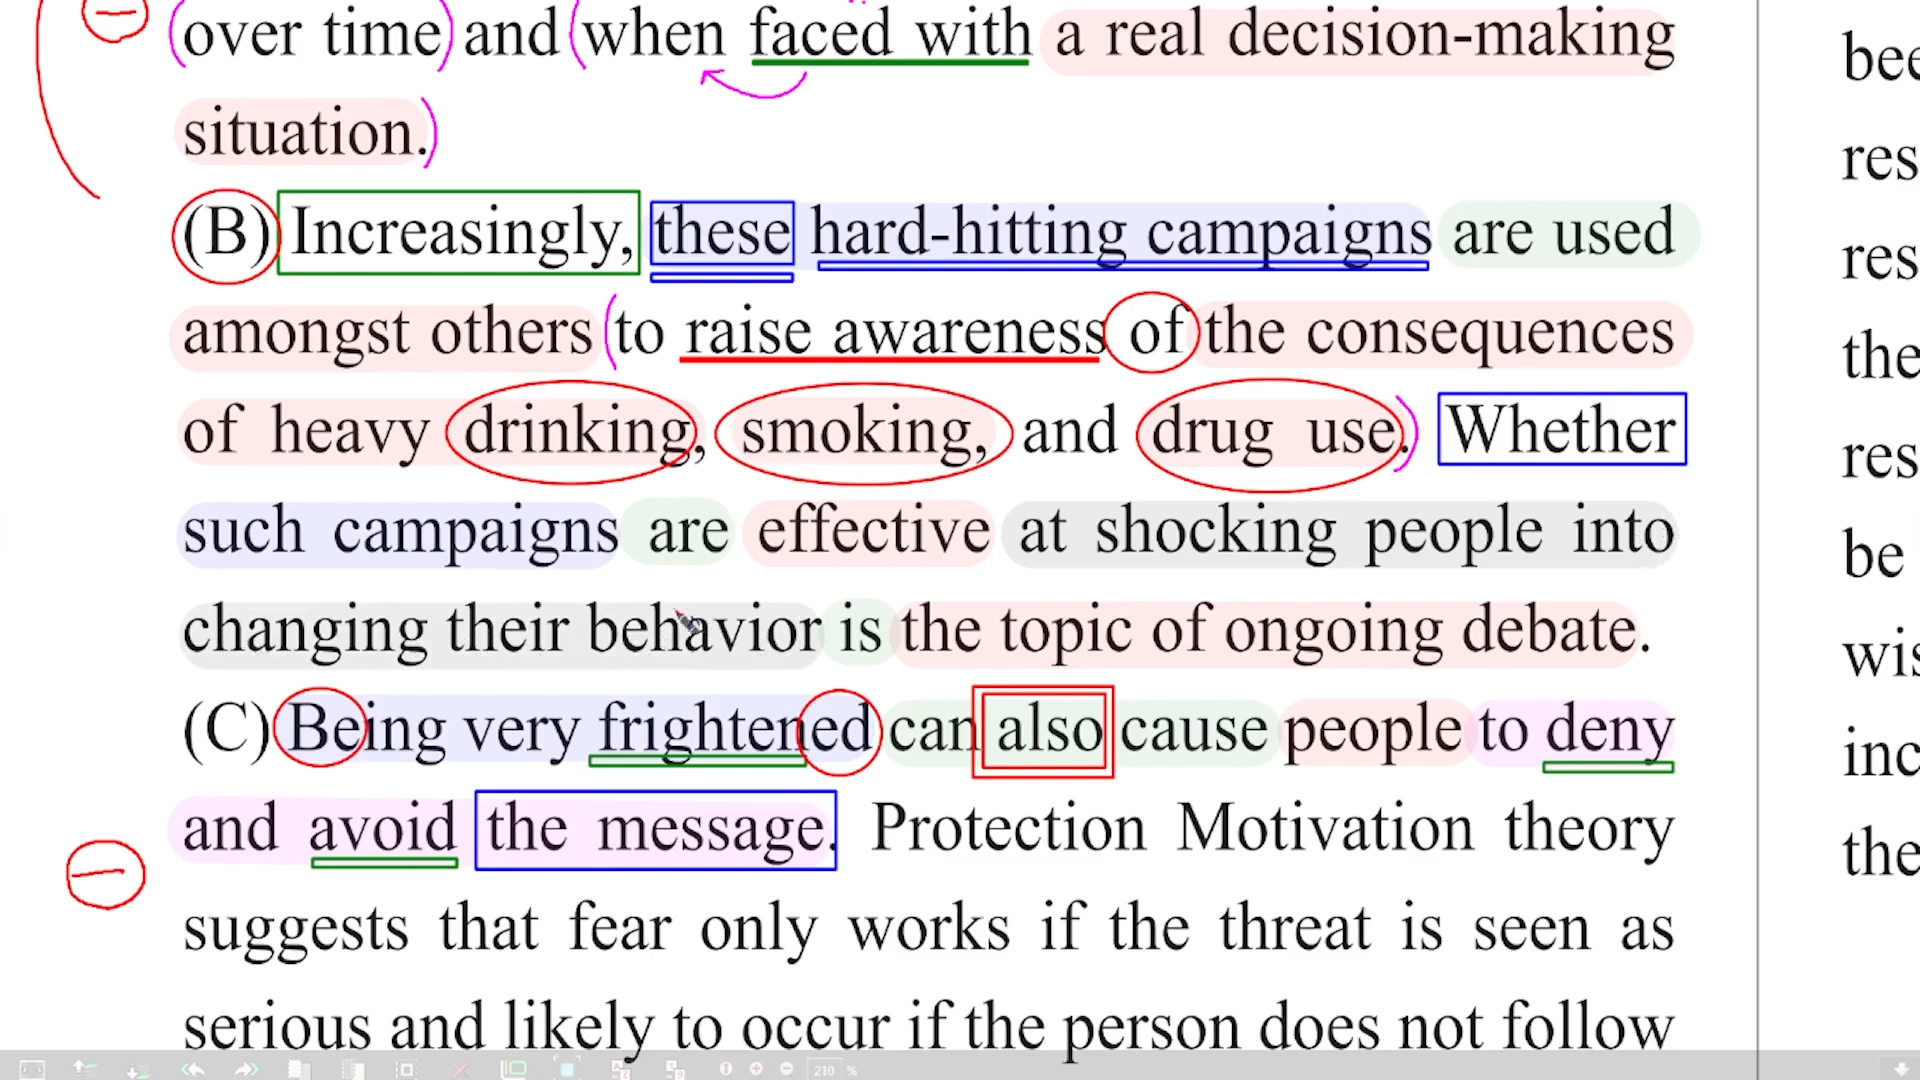 over time) and (when faced with a real decision-making
situation.)
(B) Increasingly, these hard-hitting campaigns are used
amongst others (to raise awareness of the consequences
of heavy drinking, smoking, and drug use.) Whether
such campaigns are effective at shocking people into
changing their behavior is the topic of ongoing debate.
(C) Being very frightened can also cause people to deny
and avoid the message. Protection Motivation theory
suggests that fear only works if the threat is seen as
serious and likely to occur if the person does not follow
res
res
the
res
be
inc
the
210 %